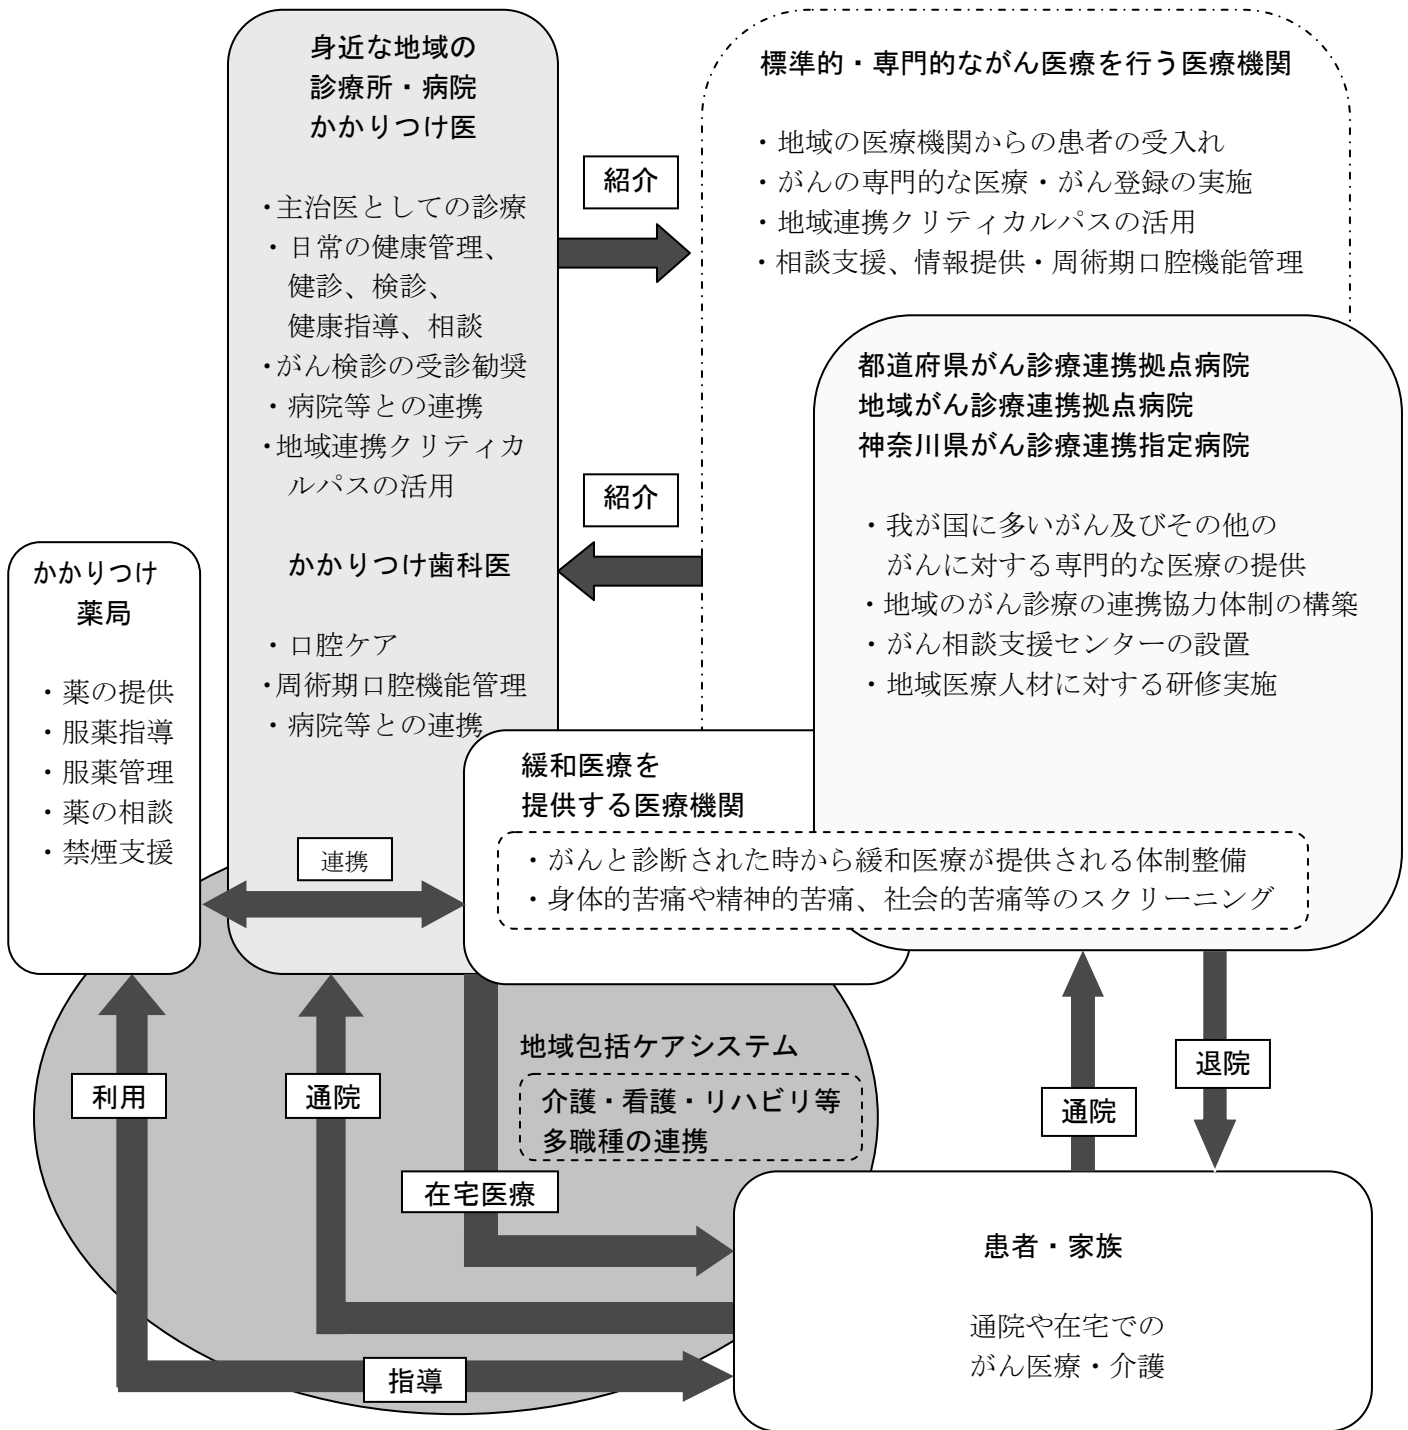 身近な地域の
診療所・病院
かかりつけ医
・主治医としての診療
・日常の健康管理、
健診、検診、
健康指導、相談
・がん検診の受診勧奨
・病院等との連携
・地域連携クリティカ
ルパスの活用
かかりつけ歯科医
・口腔ケア
・周術期口腔機能管理
・病院等との連携
紹介
紹介
標準的・専門的ながん医療を行う医療機関
・地域の医療機関からの患者の受入れ
・がんの専門的な医療・がん登録の実施
・地域連携クリティカルパスの活用
・相談支援、情報提供・周術期口腔機能管理
都道府県がん診療連携拠点病院
地域がん診療連携拠点病院
神奈川県がん診療連携指定病院
・我が国に多いがん及びその他の
がんに対する専門的な医療の提供
・地域のがん診療の連携協力体制の構築
・がん相談支援センターの設置
・地域医療人材に対する研修実施
かかりつけ
薬局
・薬の提供
・服薬指導
・服薬管理
・薬の相談
・禁煙支援
連携
緩和医療を
提供する医療機関
・がんと診断された時から緩和医療が提供される体制整備
・身体的苦痛や精神的苦痛、社会的苦痛等のスクリーニング
地域包括ケアシステム
介護・看護・リハビリ等
多職種の連携
利用
通院
在宅医療
指導
通院
退院
患者・家族
通院や在宅での
がん医療・介護